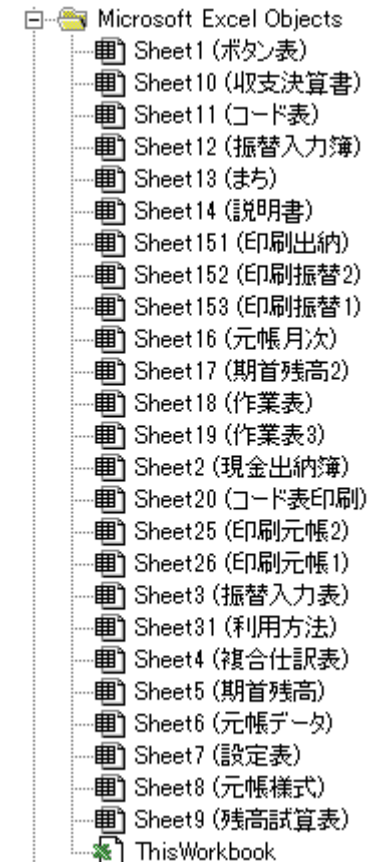 Microsoft Excel Objects
Sheet1 (ボタン表)
Sheet10 (収支決算書)
Sheet11 (コード表)
Sheet12 (振替入力簿)
Sheet13 (まち)
Sheet14 (説明書)
Sheet151 (印刷出納)
Sheet152 (印刷振替2)
Sheet153 (印刷振替1)
Sheet16 (元帳月次)
Sheet17 (期首残高2)
Sheet18 (作業表)
Sheet19 (作業表3)
Sheet2 (現金出納簿)
Sheet20 (コード表印刷)
Sheet25 (印刷元帳2)
Sheet26 (印刷元帳1)
Sheet3 (振替入力表)
Sheet31 (利用方法)
Sheet4 (複合仕訳表)
Sheet5 (期首残高)
Sheet6 (元帳データ)
Sheet7 (設定表)
Sheet8 (元帳様式)
Sheet9 (残高試算表)
ThisWorkbook